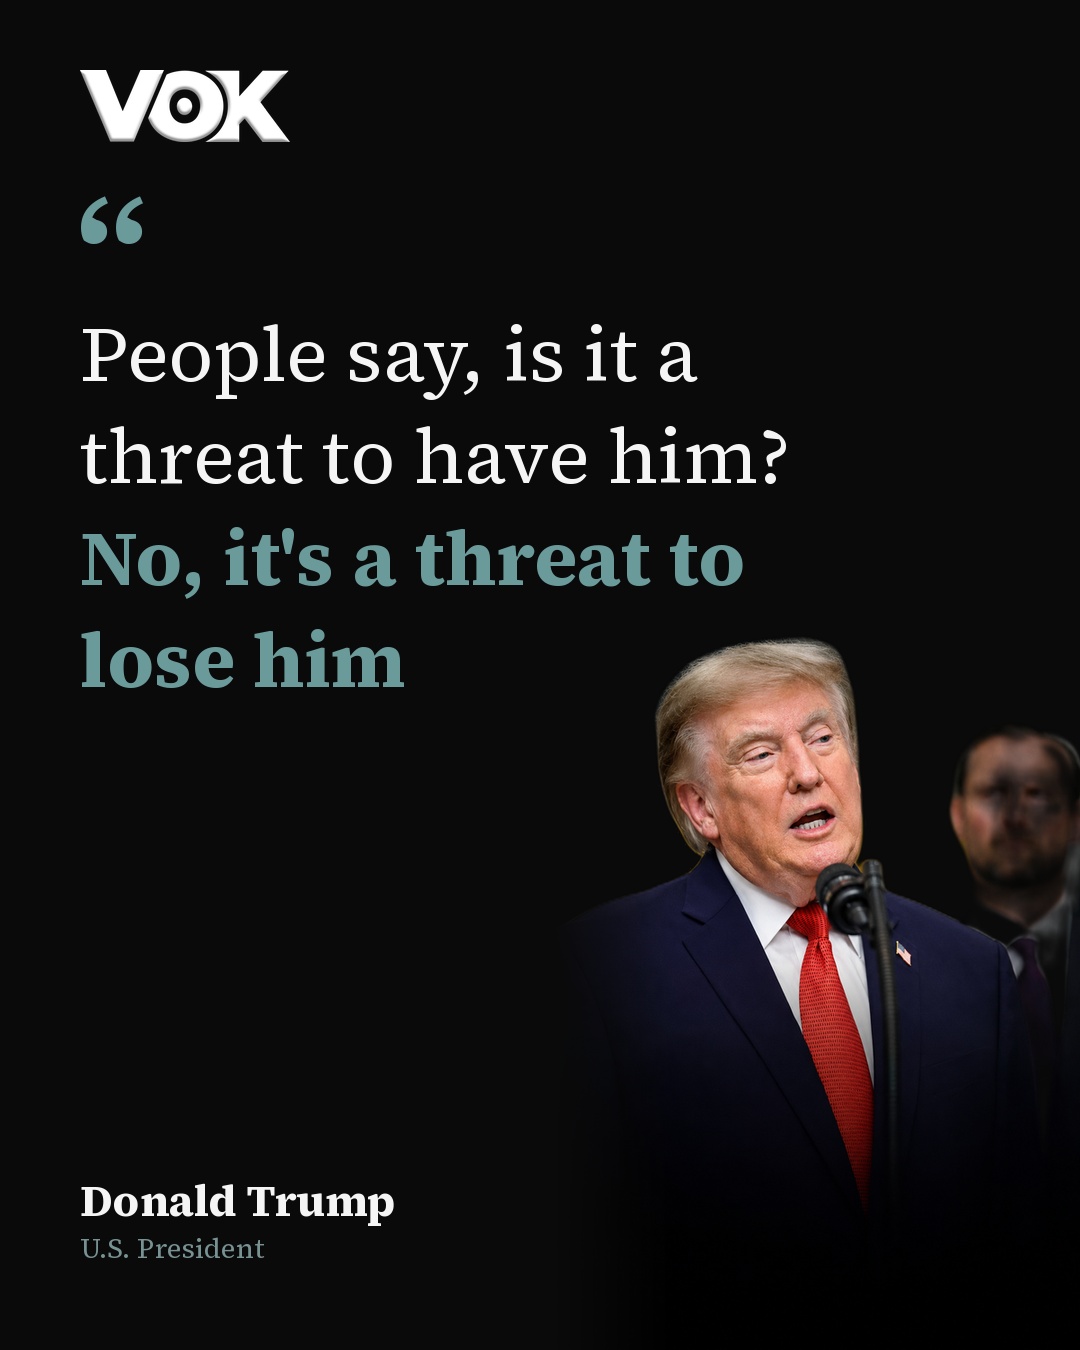 VOK
“
People say, is it a
threat to have him?
No, it's a threat to
lose him
Donald Trump
U.S. President